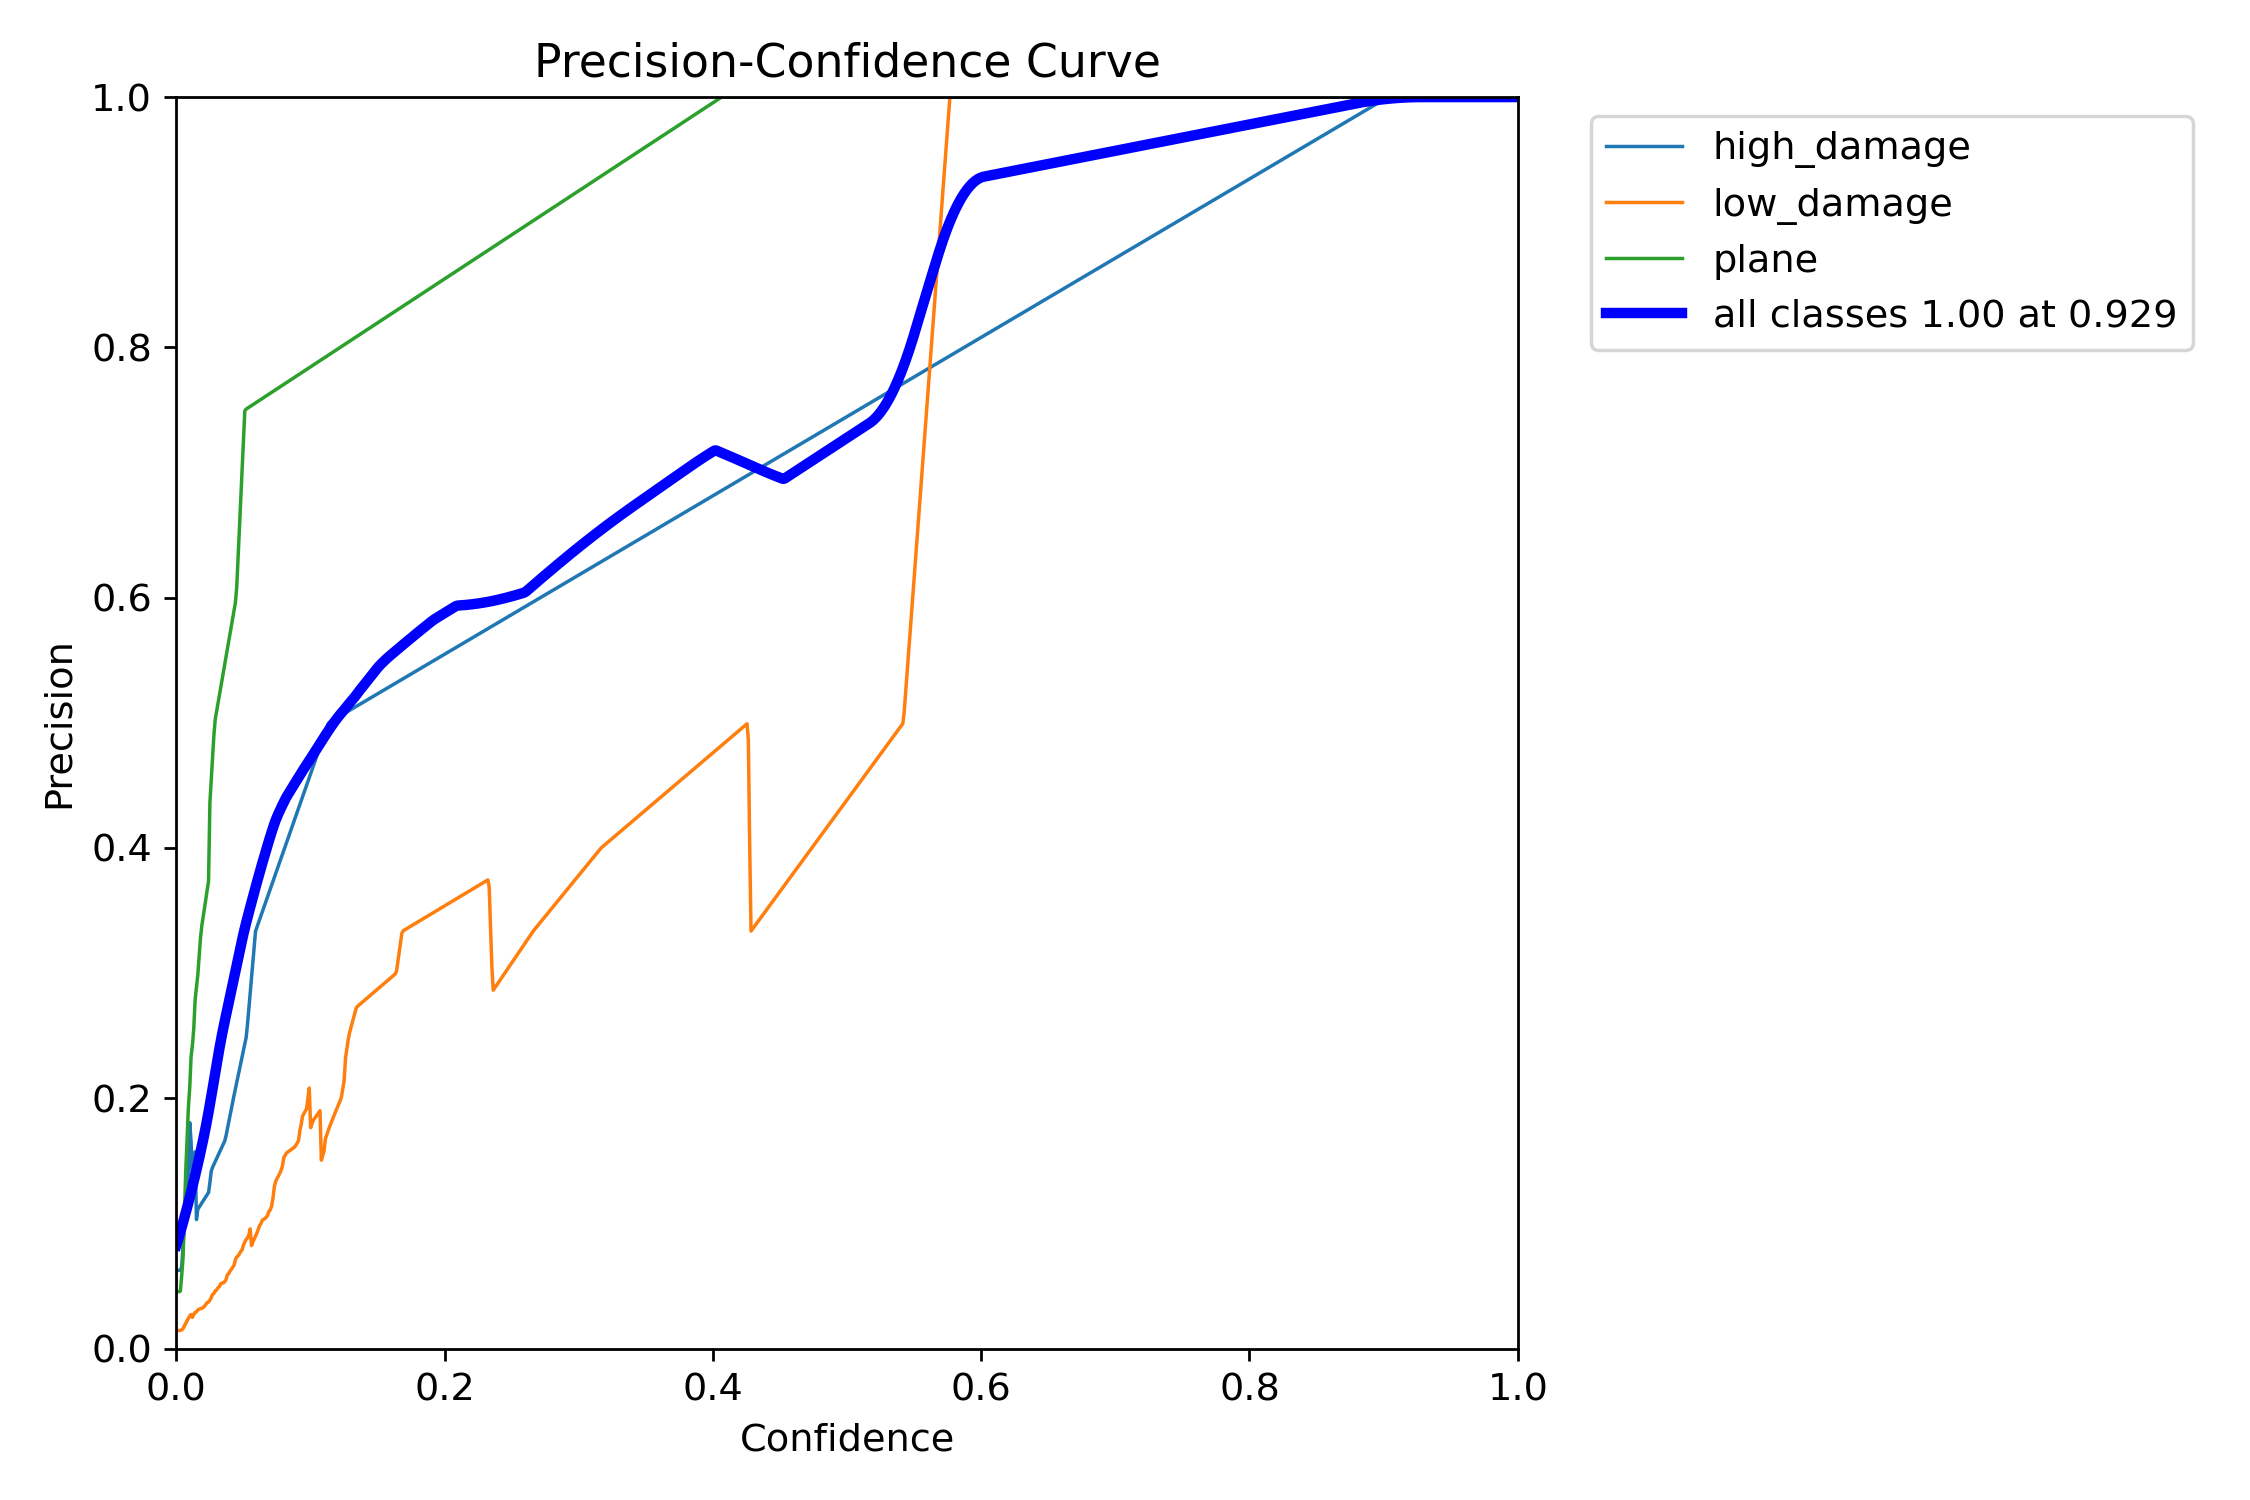 Precision-Confidence Curve
1.0
0.8
0.6
0.4
0.2
0.0
Precision
0.0 0.2 0.4 0.6 0.8 1.0
Confidence
high_damage
low_damage
plane
all classes 1.00 at 0.929